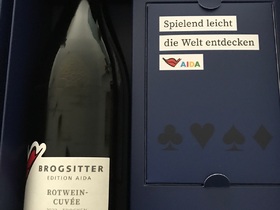 BROGSITTER
EDITION AIDA
ROTWEIN-
CUVÉE
Spielend leicht
die Welt entdecken
AIDA